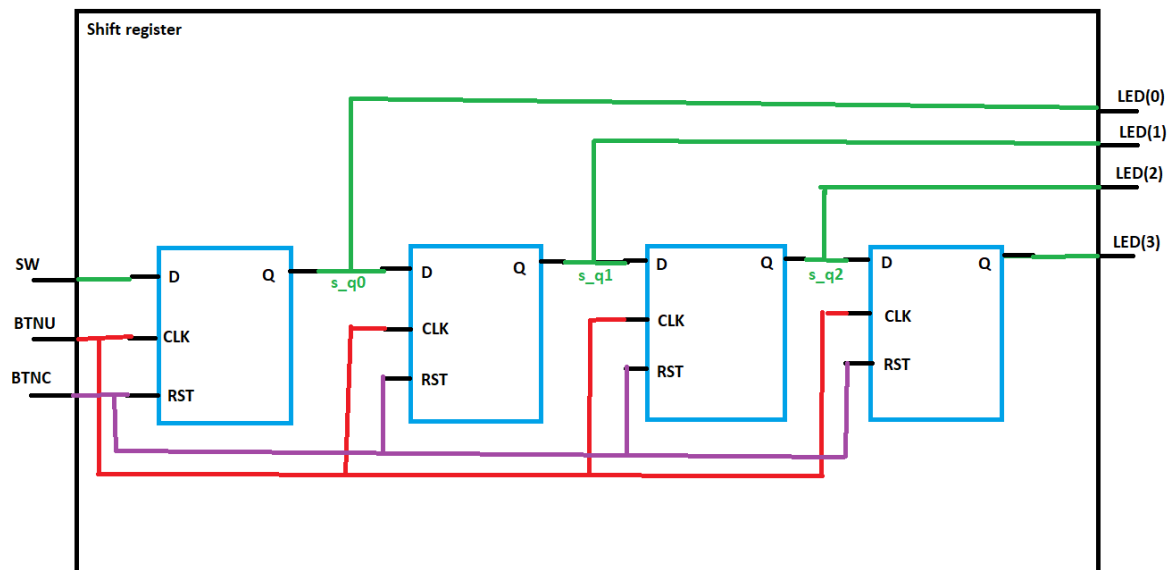 Shift register
LED(0)
LED(1)
LED(2)
LED(3)
SW
D
Q
s_q0
D
Q
s_q1
D
Q
s_q2
D
Q
BTNU
CLK
CLK
CLK
CLK
BTNC
RST
RST
RST
RST